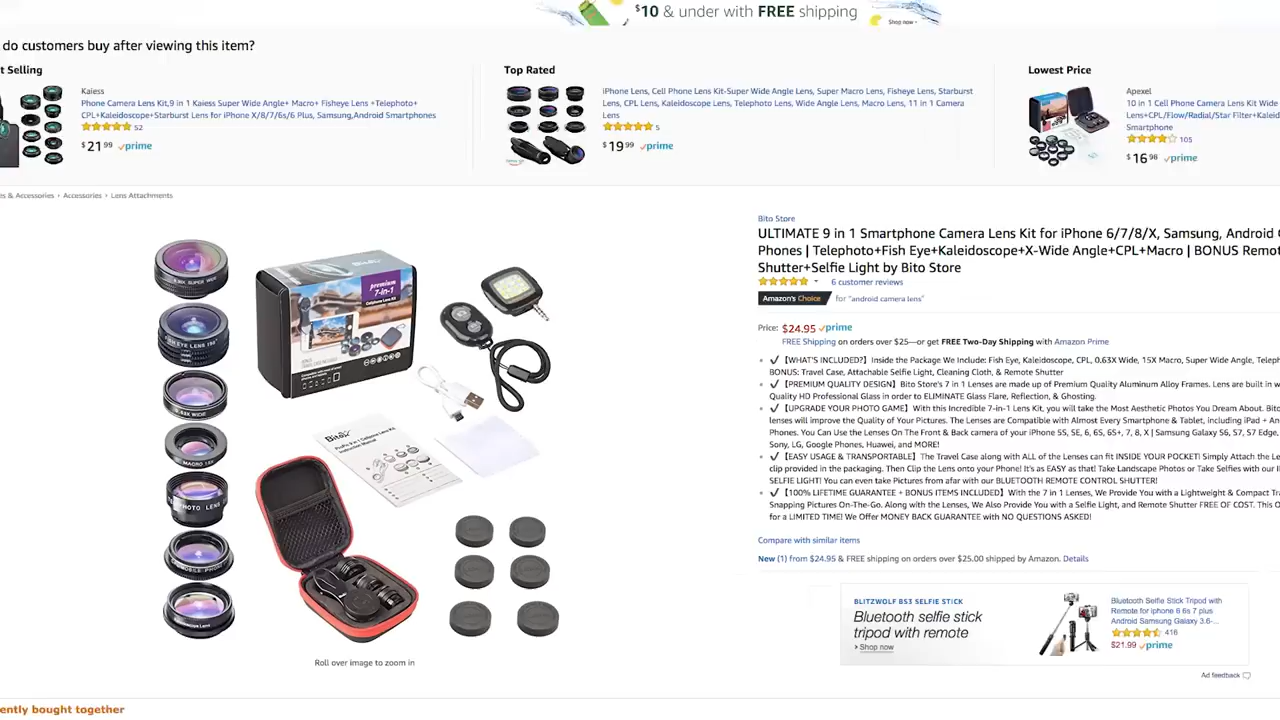 $10 & under with FREE shipping
Shop now ›
do customers buy after viewing this item?
t Selling
Top Rated
Lowest Price
Kaiess
Phone Camera Lens Kit,9 in 1 Kaiess Super Wide Angle+ Macro+ Fisheye Lens +Telephoto+
CPL+Kaleidoscope+Starburst Lens for iPhone X/8/7/6s/6 Plus, Samsung,Android Smartphones
52
$21 99 prime
iPhone Lens, Cell Phone Lens Kit-Super Wide Angle Lens, Super Macro Lens, Fisheye Lens, Starburst
Lens, CPL Lens, Kaleidoscope Lens, Telephoto Lens, Wide Angle Lens, Macro Lens, 11 in 1 Camera
Lens
5
$19 99 prime
Apexel
10 in 1 Cell Phone Camera Lens Kit Wide
Lens+CPL/Flow/Radial/Star Filter+Kaleid
Smartphone
105
$16 98 prime
es & Accessories › Accessories › Lens Attachments
Bito Store
ULTIMATE 9 in 1 Smartphone Camera Lens Kit for iPhone 6/7/8/X, Samsung, Android
Phones | Telephoto+Fish Eye+Kaleidoscope+X-Wide Angle+CPL+Macro | BONUS Remot
Shutter+Selfie Light by Bito Store
6 customer reviews
Amazon's Choice for "android camera lens"
Price: $24.95 prime
FREE Shipping on orders over $25—or get FREE Two-Day Shipping with Amazon Prime
✔【WHAT'S INCLUDED?】Inside the Package We Include: Fish Eye, Kaleidoscope, CPL, 0.63X Wide, 15X Macro, Super Wide Angle, Teleph
BONUS: Travel Case, Attachable Selfie Light, Cleaning Cloth, & Remote Shutter
✔【PREMIUM QUALITY DESIGN】Bito Store's 7 in 1 Lenses are made up of Premium Quality Aluminum Alloy Frames. Lens are built in w
Quality HD Professional Glass in order to ELIMINATE Glass Flare, Reflection, & Ghosting.
✔【UPGRADE YOUR PHOTO GAME】With this Incredible 7-in-1 Lens Kit, you will take the Most Aesthetic Photos You Dream About. Bito
lenses will improve the Quality of Your Pictures. The Lenses are Compatible with Almost Every Smartphone & Tablet, including iPad + An
Phones. You Can Use the Lenses On The Front & Back camera of your iPhone 5S, SE, 6, 6S, 6S+, 7, 8, X | Samsung Galaxy S6, S7, S7 Edge,
Sony, LG, Google Phones, Huawei, and MORE!
✔【EASY USAGE & TRANSPORTABLE】The Travel Case along with ALL of the Lenses can fit INSIDE YOUR POCKET! Simply Attach the Le
clip provided in the packaging. Then Clip the Lens onto your Phone! It's as EASY as that! Take Landscape Photos or Take Selfies with our I
SELFIE LIGHT! You can even take Pictures from afar with our BLUETOOTH REMOTE CONTROL SHUTTER!
✔【100% LIFETIME GUARANTEE + BONUS ITEMS INCLUDED】With the 7 in 1 Lenses, We Provide You with a Lightweight & Compact Tra
Snapping Pictures On-The-Go. Along with the Lenses, We Also Provide You with a Selfie Light, and Remote Shutter FREE OF COST. This O
for a LIMITED TIME! We Offer MONEY BACK GUARANTEE with NO QUESTIONS ASKED!
Compare with similar items
New (1) from $24.95 & FREE shipping on orders over $25.00 shipped by Amazon. Details
BLITZWOLF BS3 SELFIE STICK
Bluetooth selfie stick
tripod with remote
› Shop now
Bluetooth Selfie Stick Tripod with
Remote for iphone 6 6s 7 plus
Android Samsung Galaxy 3.6-...
416
$21.99 prime
Ad feedback
premium
7-in-1
Bitox
FISH EYE LENS 198°
0.63X WIDE
MACRO 15X
Roll over image to zoom in
ently bought together